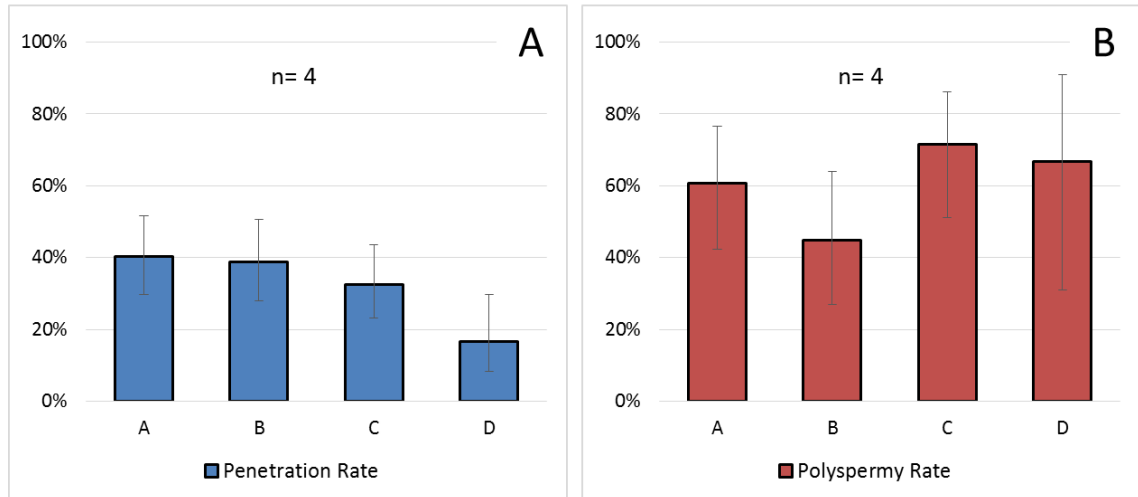 A
n= 4
100%
80%
60%
40%
20%
0%
A B C D
Penetration Rate
B
n= 4
100%
80%
60%
40%
20%
0%
A B C D
Polyspermy Rate